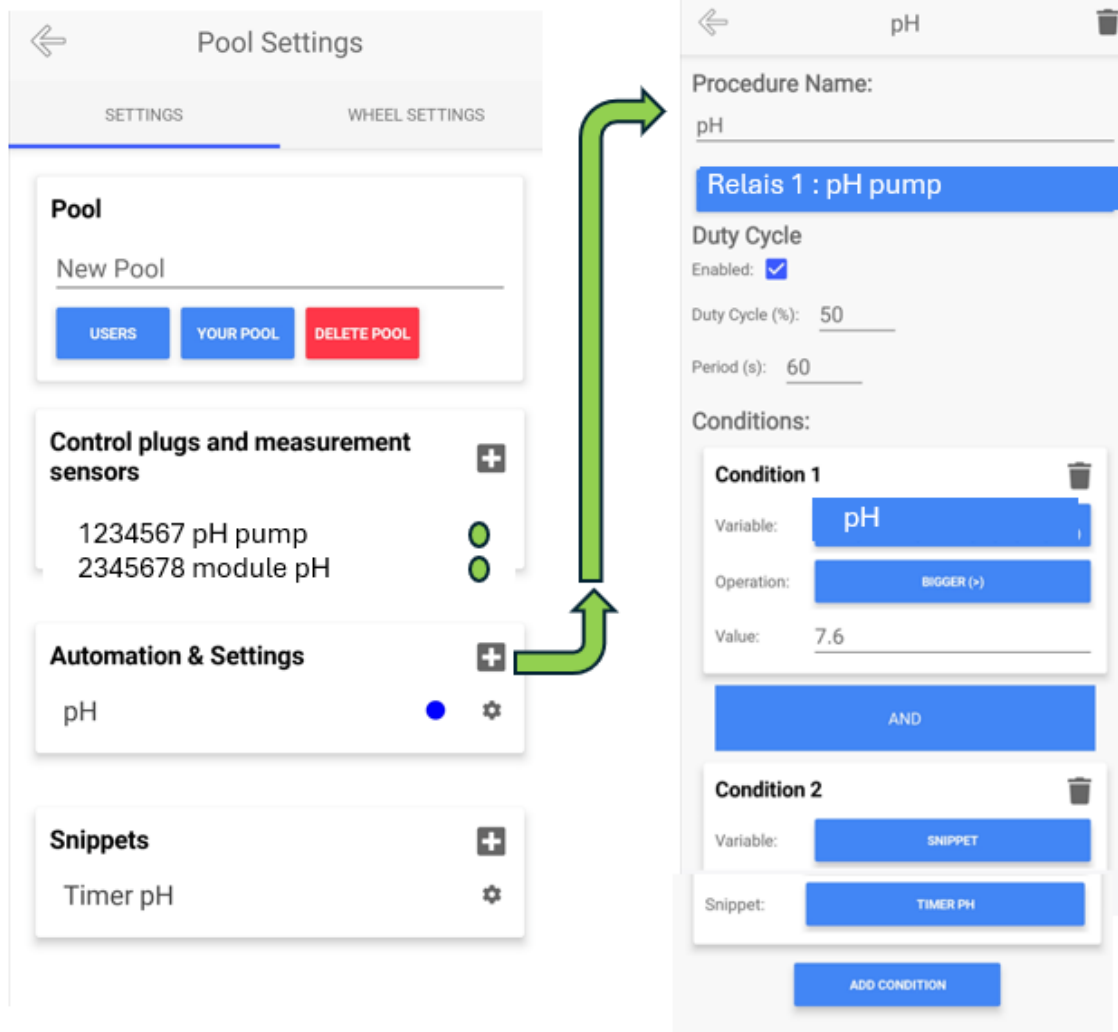 Pool Settings
SETTINGS
WHEEL SETTINGS
Pool
New Pool
USERS
YOUR POOL
DELETE POOL
Control plugs and measurement
sensors
1234567 pH pump
2345678 module pH
Automation & Settings
pH
Snippets
Timer pH
pH
Procedure Name:
pH
Relais 1 : pH pump
Duty Cycle
Enabled:
Duty Cycle (%): 50
Period (s): 60
Conditions:
Condition 1
Variable: pH
Operation: BIGGER (>)
Value: 7.6
AND
Condition 2
Variable: SNIPPET
Snippet: TIMER PH
ADD CONDITION